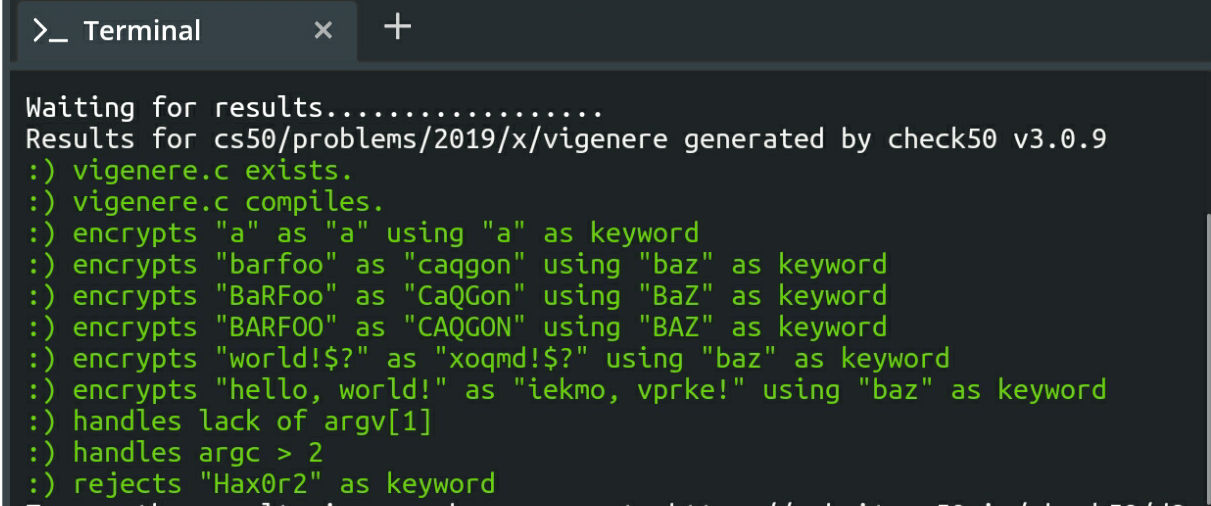 >_ Terminal × +
Waiting for results..................
Results for cs50/problems/2019/x/vigenere generated by check50 v3.0.9
:) vigenere.c exists.
:) vigenere.c compiles.
:) encrypts "a" as "a" using "a" as keyword
:) encrypts "barfoo" as "caqgon" using "baz" as keyword
:) encrypts "BaRFoo" as "CaQGon" using "BaZ" as keyword
:) encrypts "BARFOO" as "CAQGON" using "BAZ" as keyword
:) encrypts "world!$?" as "xoqmd!$?" using "baz" as keyword
:) encrypts "hello, world!" as "iekmo, vprke!" using "baz" as keyword
:) handles lack of argv[1]
:) handles argc > 2
:) rejects "Hax0r2" as keyword